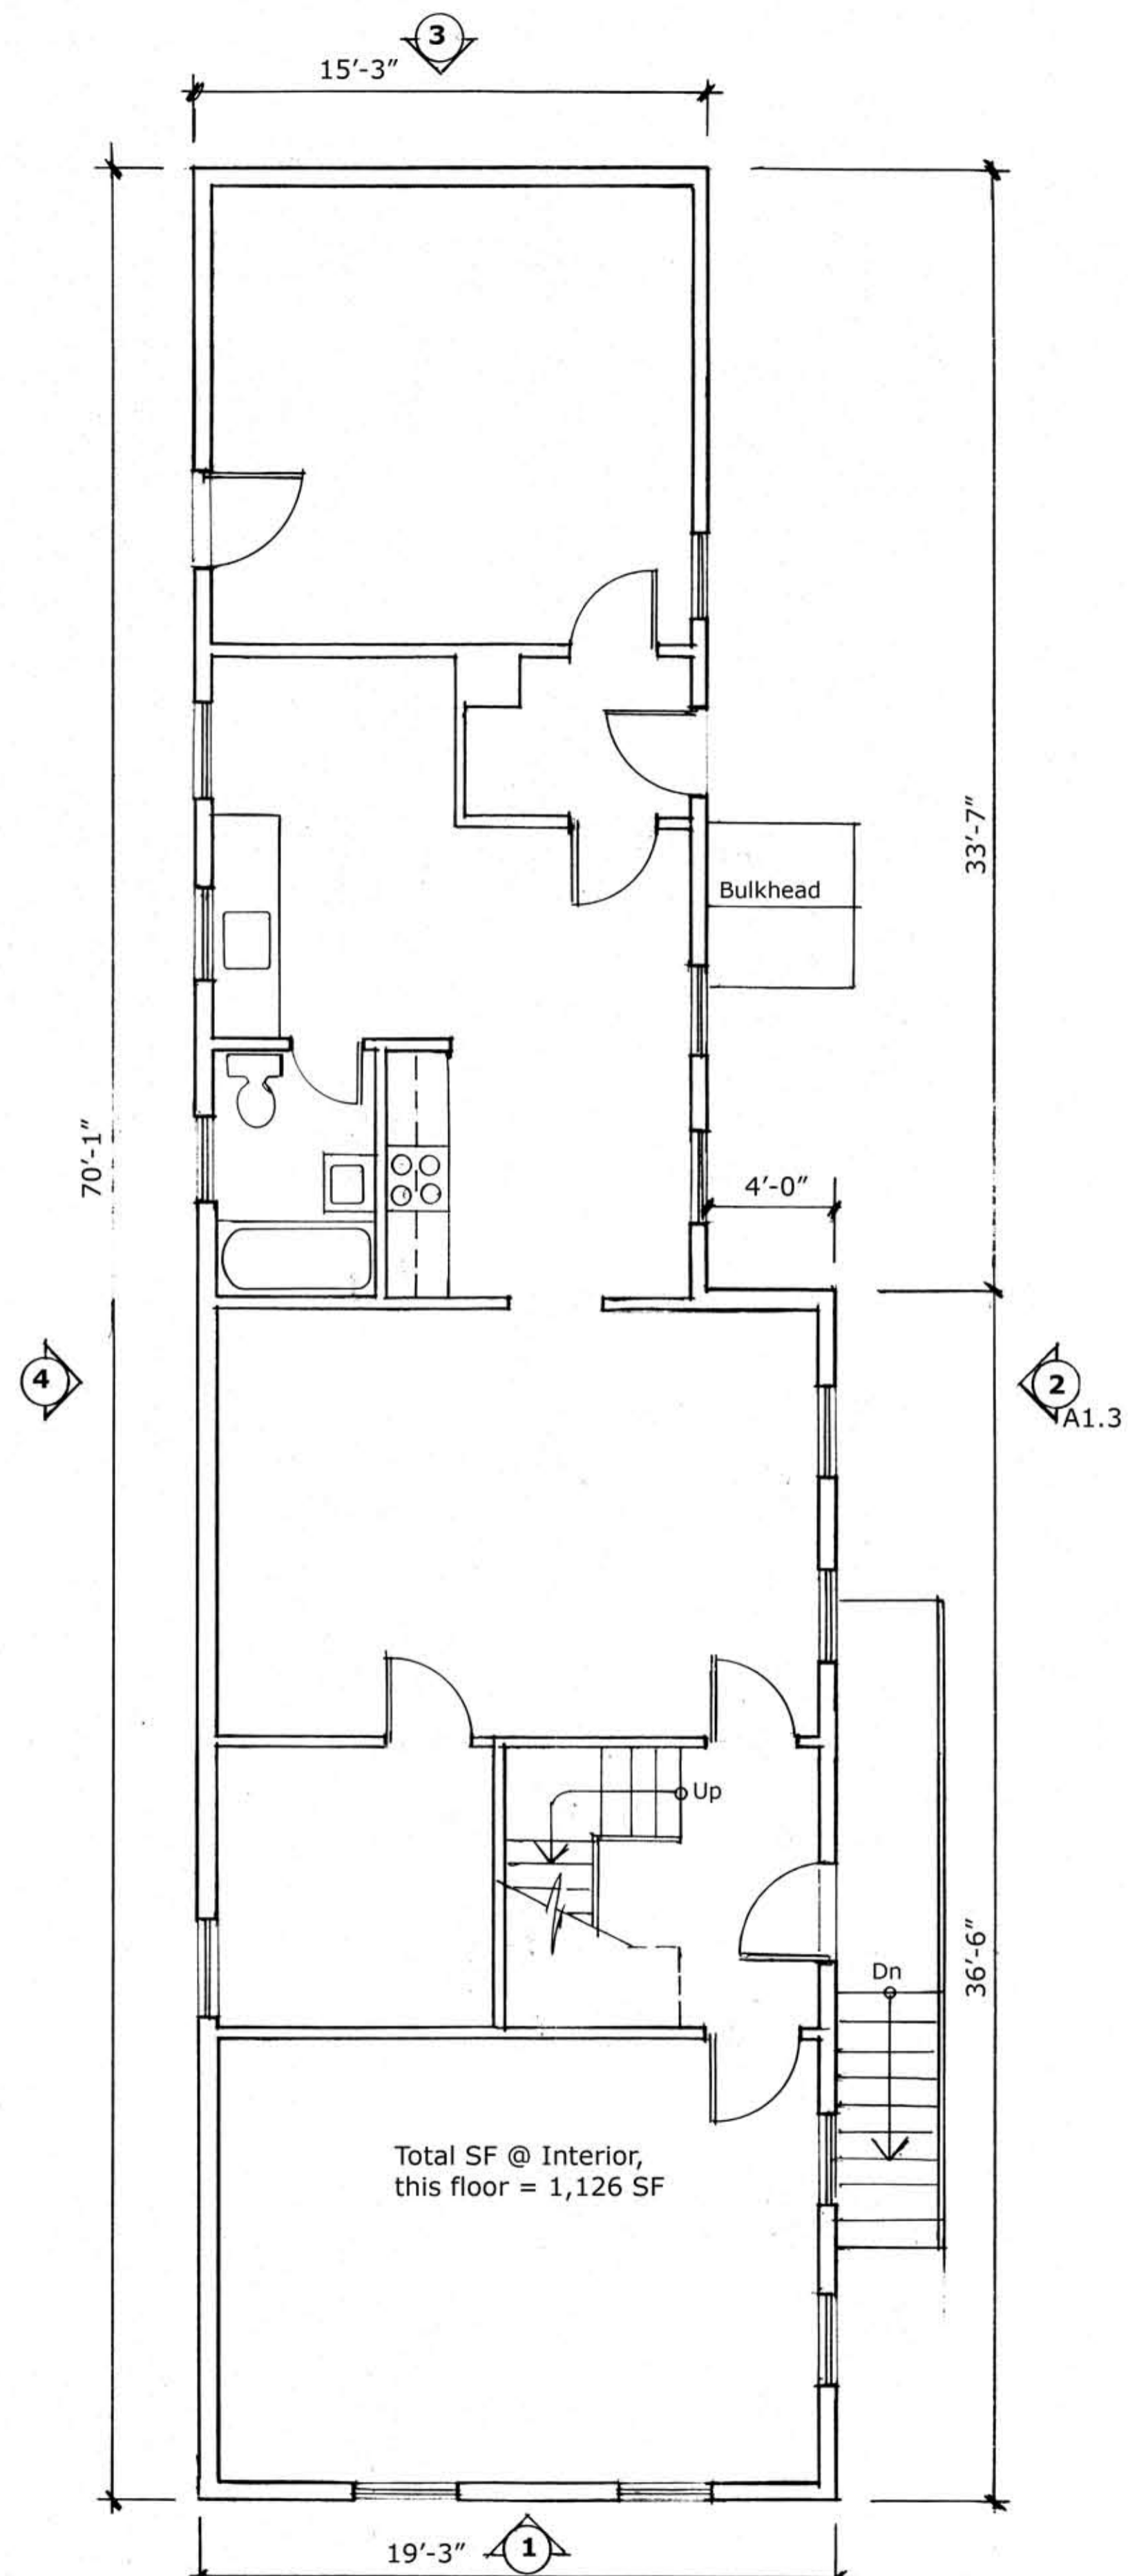 3
15'-3"
33'-7"
Bulkhead
70'-1"
4'-0"
4
2
A1.3
Up
36'-6"
Dn
Total SF @ Interior,
this floor = 1,126 SF
19'-3"
1